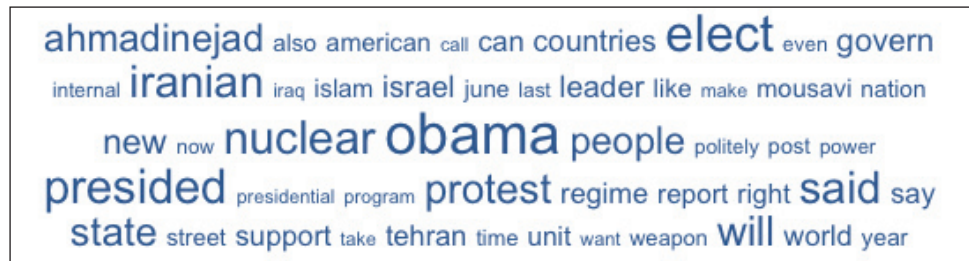 ahmadinejad also american call can countries elect even govern
internal iranian iraq islam israel june last leader like make mousavi nation
new now nuclear obama people politely post power
presided presidential program protest regime report right said say
state street support take tehran time unit want weapon will world year